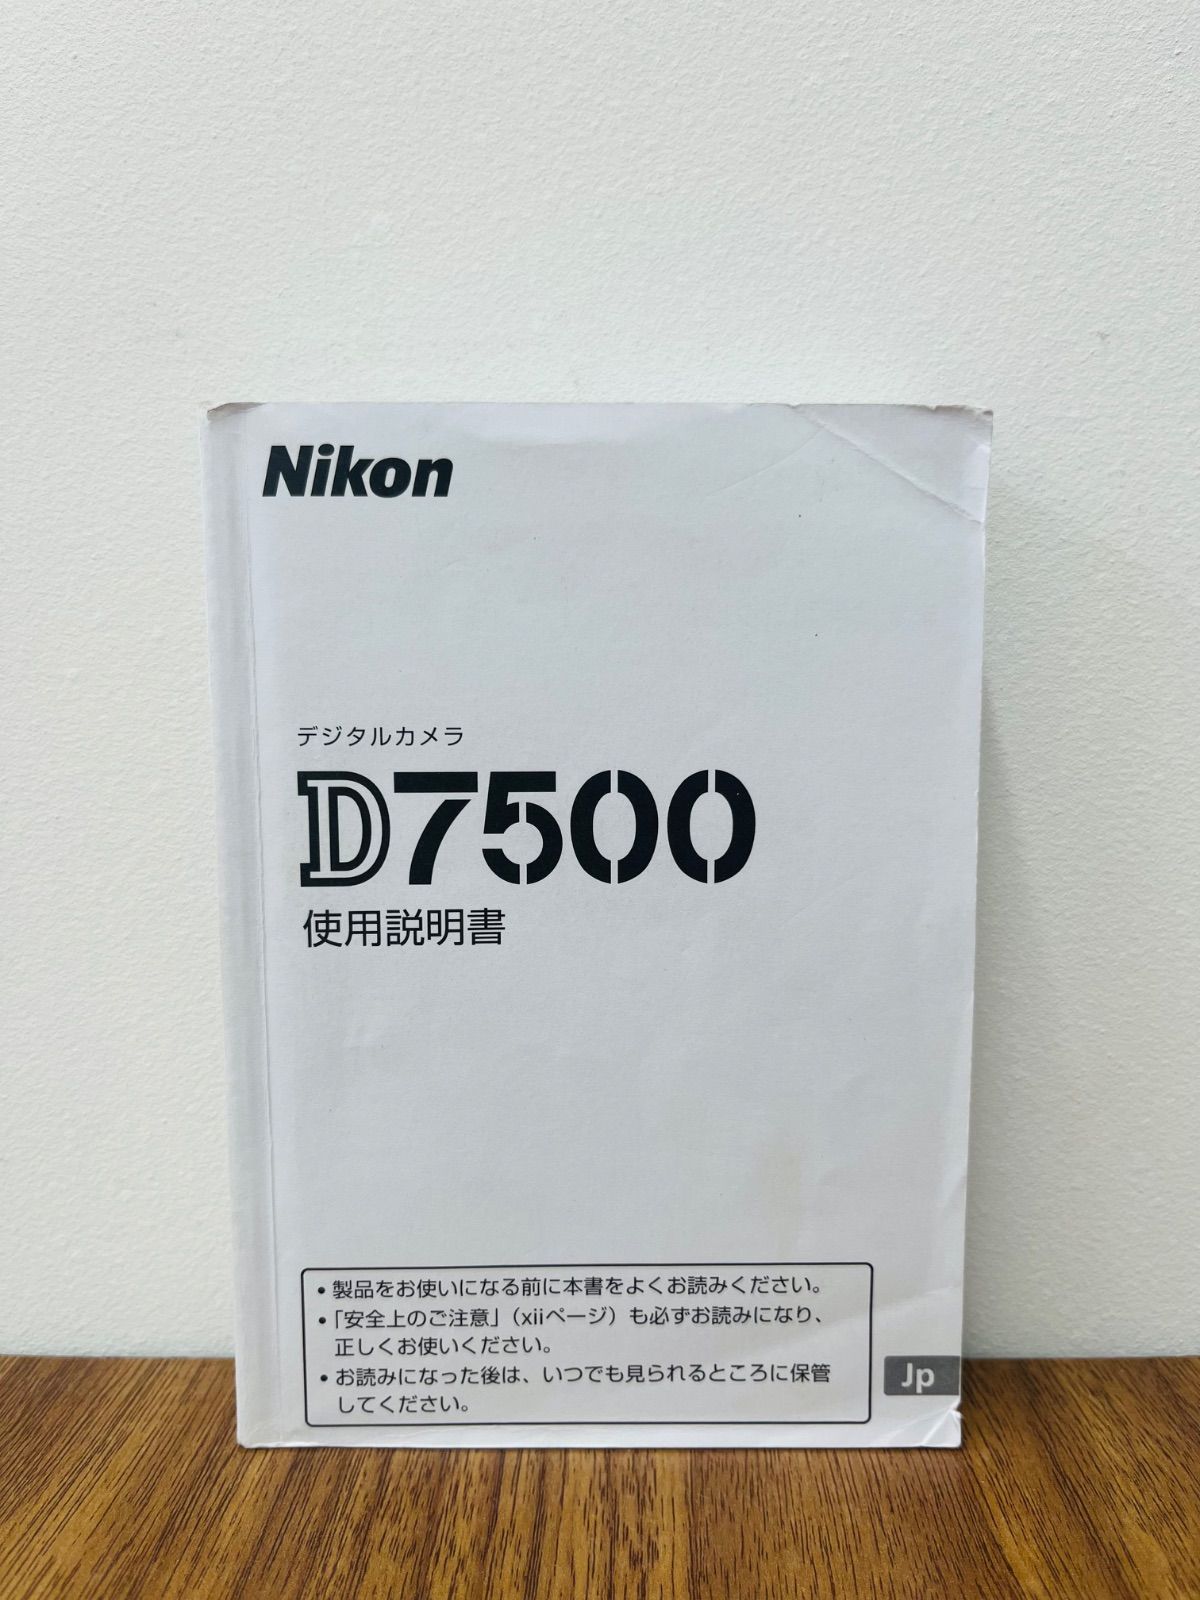 Nikon
デジタルカメラ
D7500
使用説明書
• 製品をお使いになる前に本書をよくお読みください。
• 「安全上のご注意」（xiiページ）も必ずお読みになり、
正しくお使いください。
• お読みになった後は、いつでも見られるところに保管
してください。
Jp